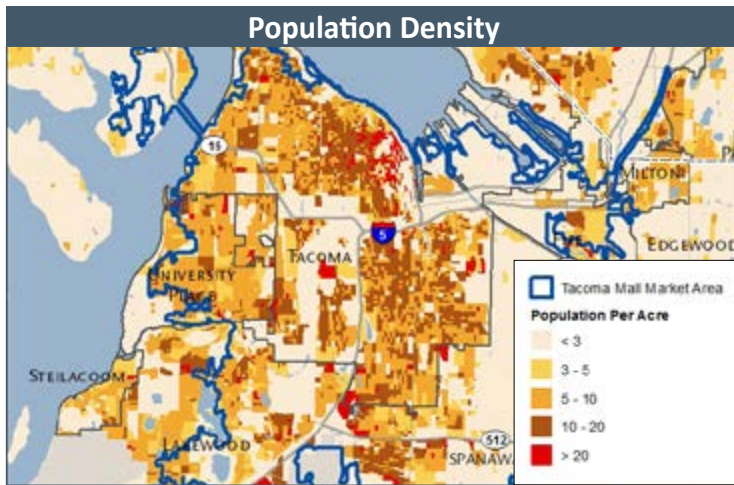 Population Density
16
MILTON
5
TACOMA
EDGEWOOD
UNIVERSITY
PLACE
STEILACOOM
LAKEWOOD
512
SPANAW
Tacoma Mall Market Area
Population Per Acre
< 3
3 - 5
5 - 10
10 - 20
> 20